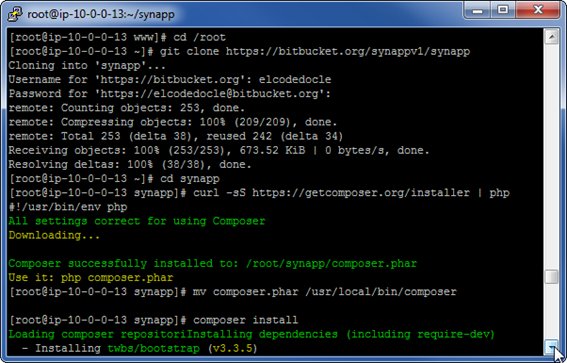 root@ip-10-0-0-13:~/synapp
[root@ip-10-0-0-13 www]# cd /root
[root@ip-10-0-0-13 ~]# git clone https://bitbucket.org/synappv1/synapp
Cloning into 'synapp'...
Username for 'https://bitbucket.org': elcodedocle
Password for 'https://elcodedocle@bitbucket.org':
remote: Counting objects: 253, done.
remote: Compressing objects: 100% (209/209), done.
remote: Total 253 (delta 38), reused 242 (delta 34)
Receiving objects: 100% (253/253), 673.52 KiB | 0 bytes/s, done.
Resolving deltas: 100% (38/38), done.
[root@ip-10-0-0-13 ~]# cd synapp
[root@ip-10-0-0-13 synapp]# curl -sS https://getcomposer.org/installer | php
#!/usr/bin/env php
All settings correct for using Composer
Downloading...
Composer successfully installed to: /root/synapp/composer.phar
Use it: php composer.phar
[root@ip-10-0-0-13 synapp]# mv composer.phar /usr/local/bin/composer
[root@ip-10-0-0-13 synapp]# composer install
Loading composer repositoriInstalling dependencies (including require-dev)
- Installing twbs/bootstrap (v3.3.5)